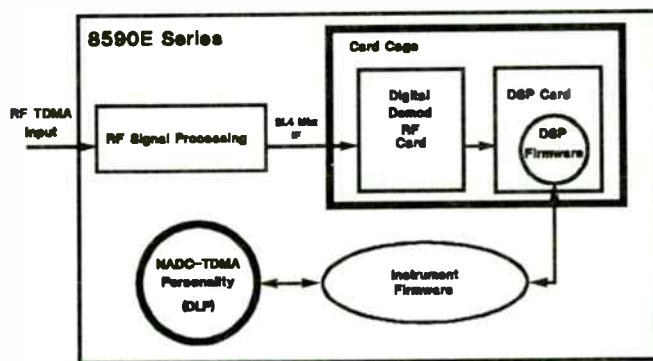 8590E Series
Card Cage
RF TDMA
Input
RF Signal Processing
21.4 MHz
IF
Digital
Demod
RF
Card
DSP Card
DSP
Firmware
NADC-TDMA
Personality
(DLP)
Instrument
Firmware